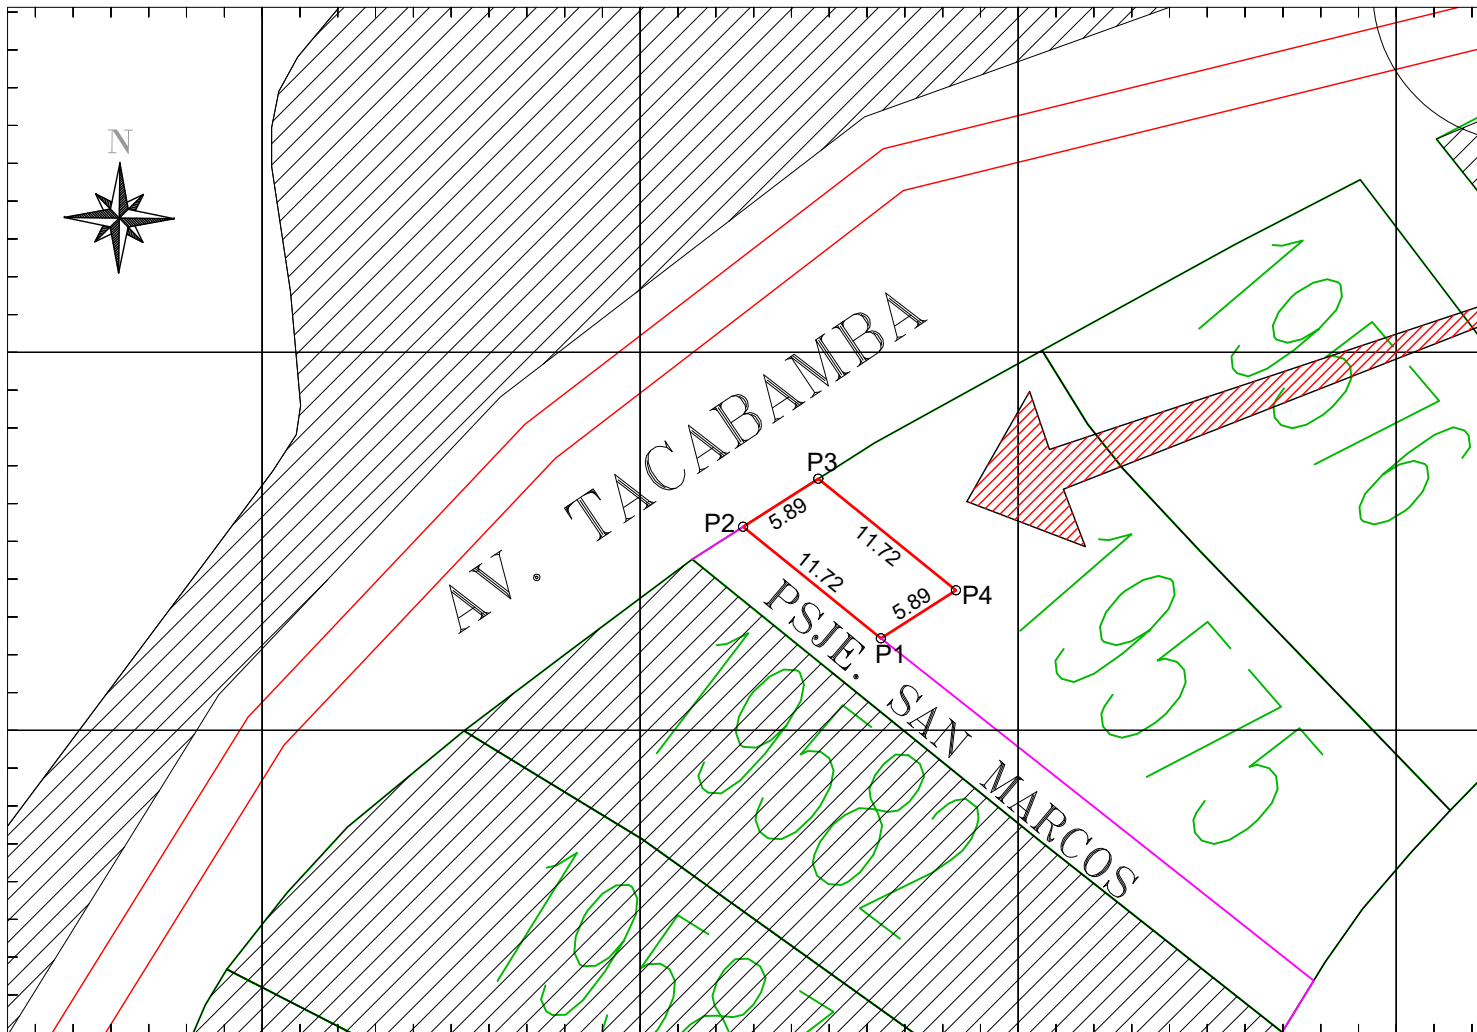 N
AV. TACABAMBA
P3
P2
5.89
11.72
11.72
5.89
P4
P1
PSJE. SAN MARCOS
19576
19575
19582